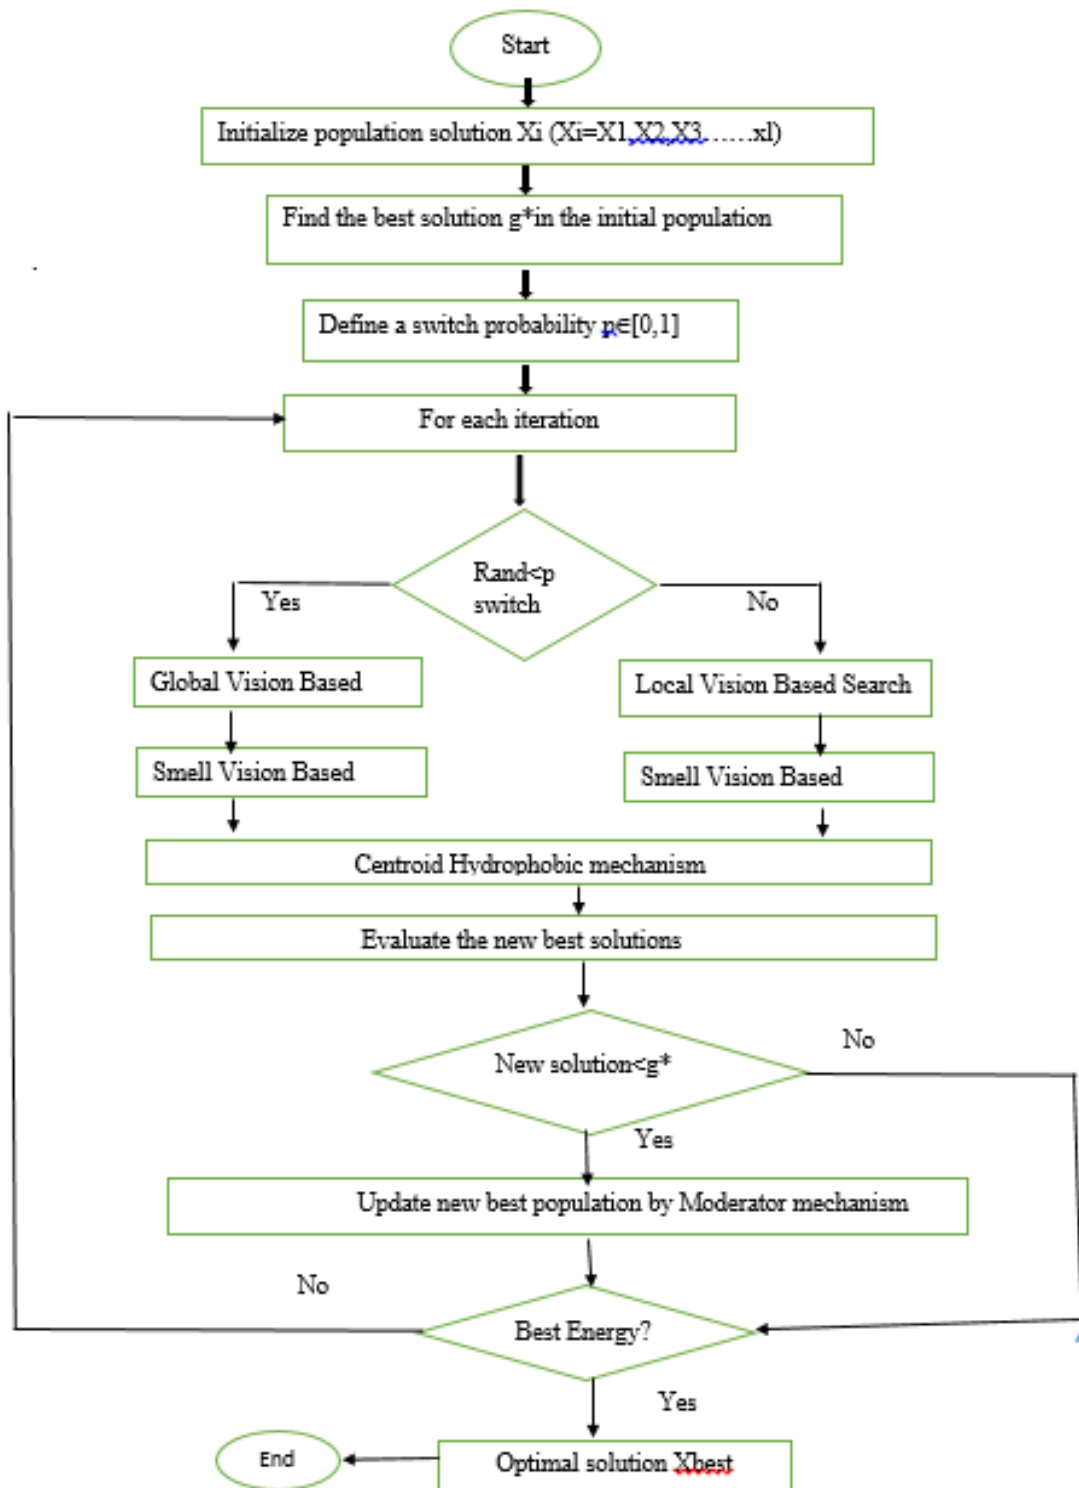 Start
Initialize population solution Xi (Xi=X1,X2,X3…….xl)
Find the best solution g*in the initial population
Define a switch probability p∈[0,1]
For each iteration
Rand<p
switch
Yes
No
Global Vision Based
Local Vision Based Search
Smell Vision Based
Smell Vision Based
Centroid Hydrophobic mechanism
Evaluate the new best solutions
New solution<g*
No
Yes
Update new best population by Moderator mechanism
No
Best Energy?
Yes
End
Optimal solution Xbest